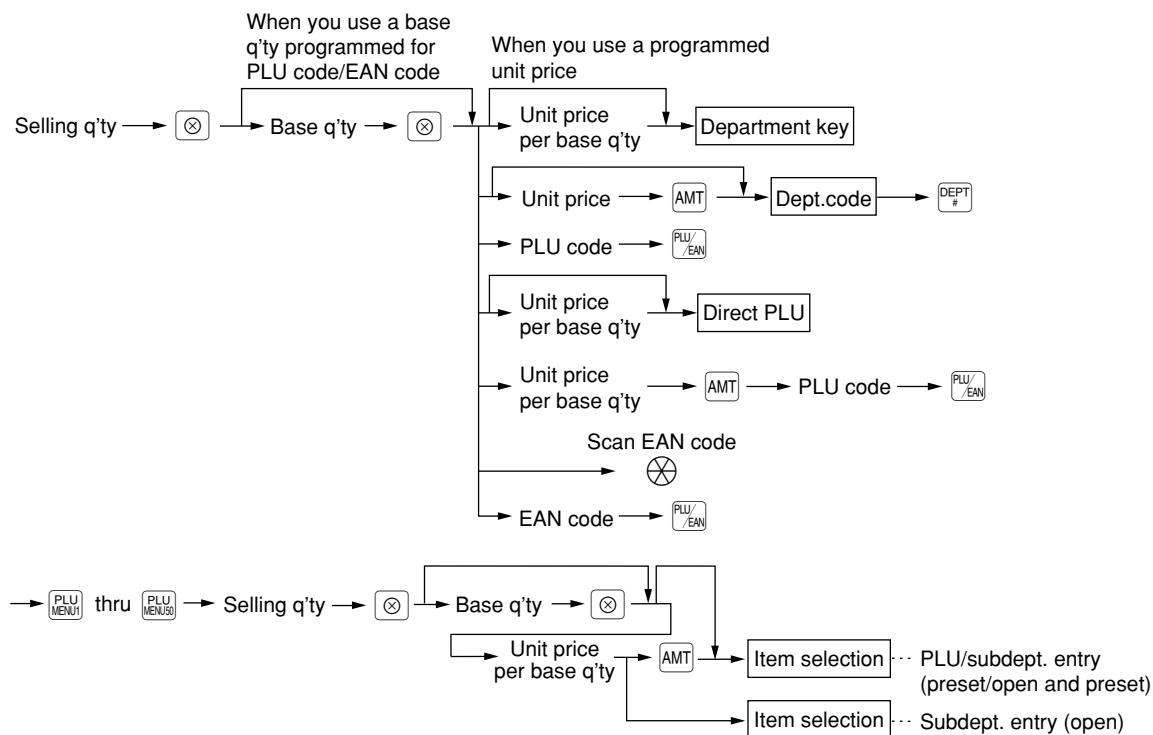 When you use a base
q'ty programmed for
PLU code/EAN code
When you use a programmed
unit price
Selling q'ty ⊗ Base q'ty ⊗ Unit price
per base q'ty Department key
Unit price AMT Dept.code DEPT
#
PLU code PLU/
EAN
Unit price
per base q'ty Direct PLU
Unit price
per base q'ty AMT PLU code PLU/
EAN
Scan EAN code
EAN code PLU/
EAN
PLU
MENU1 thru PLU
MENU50 Selling q'ty ⊗ Base q'ty ⊗
Unit price
per base q'ty AMT Item selection PLU/subdept. entry
(preset/open and preset)
Item selection Subdept. entry (open)